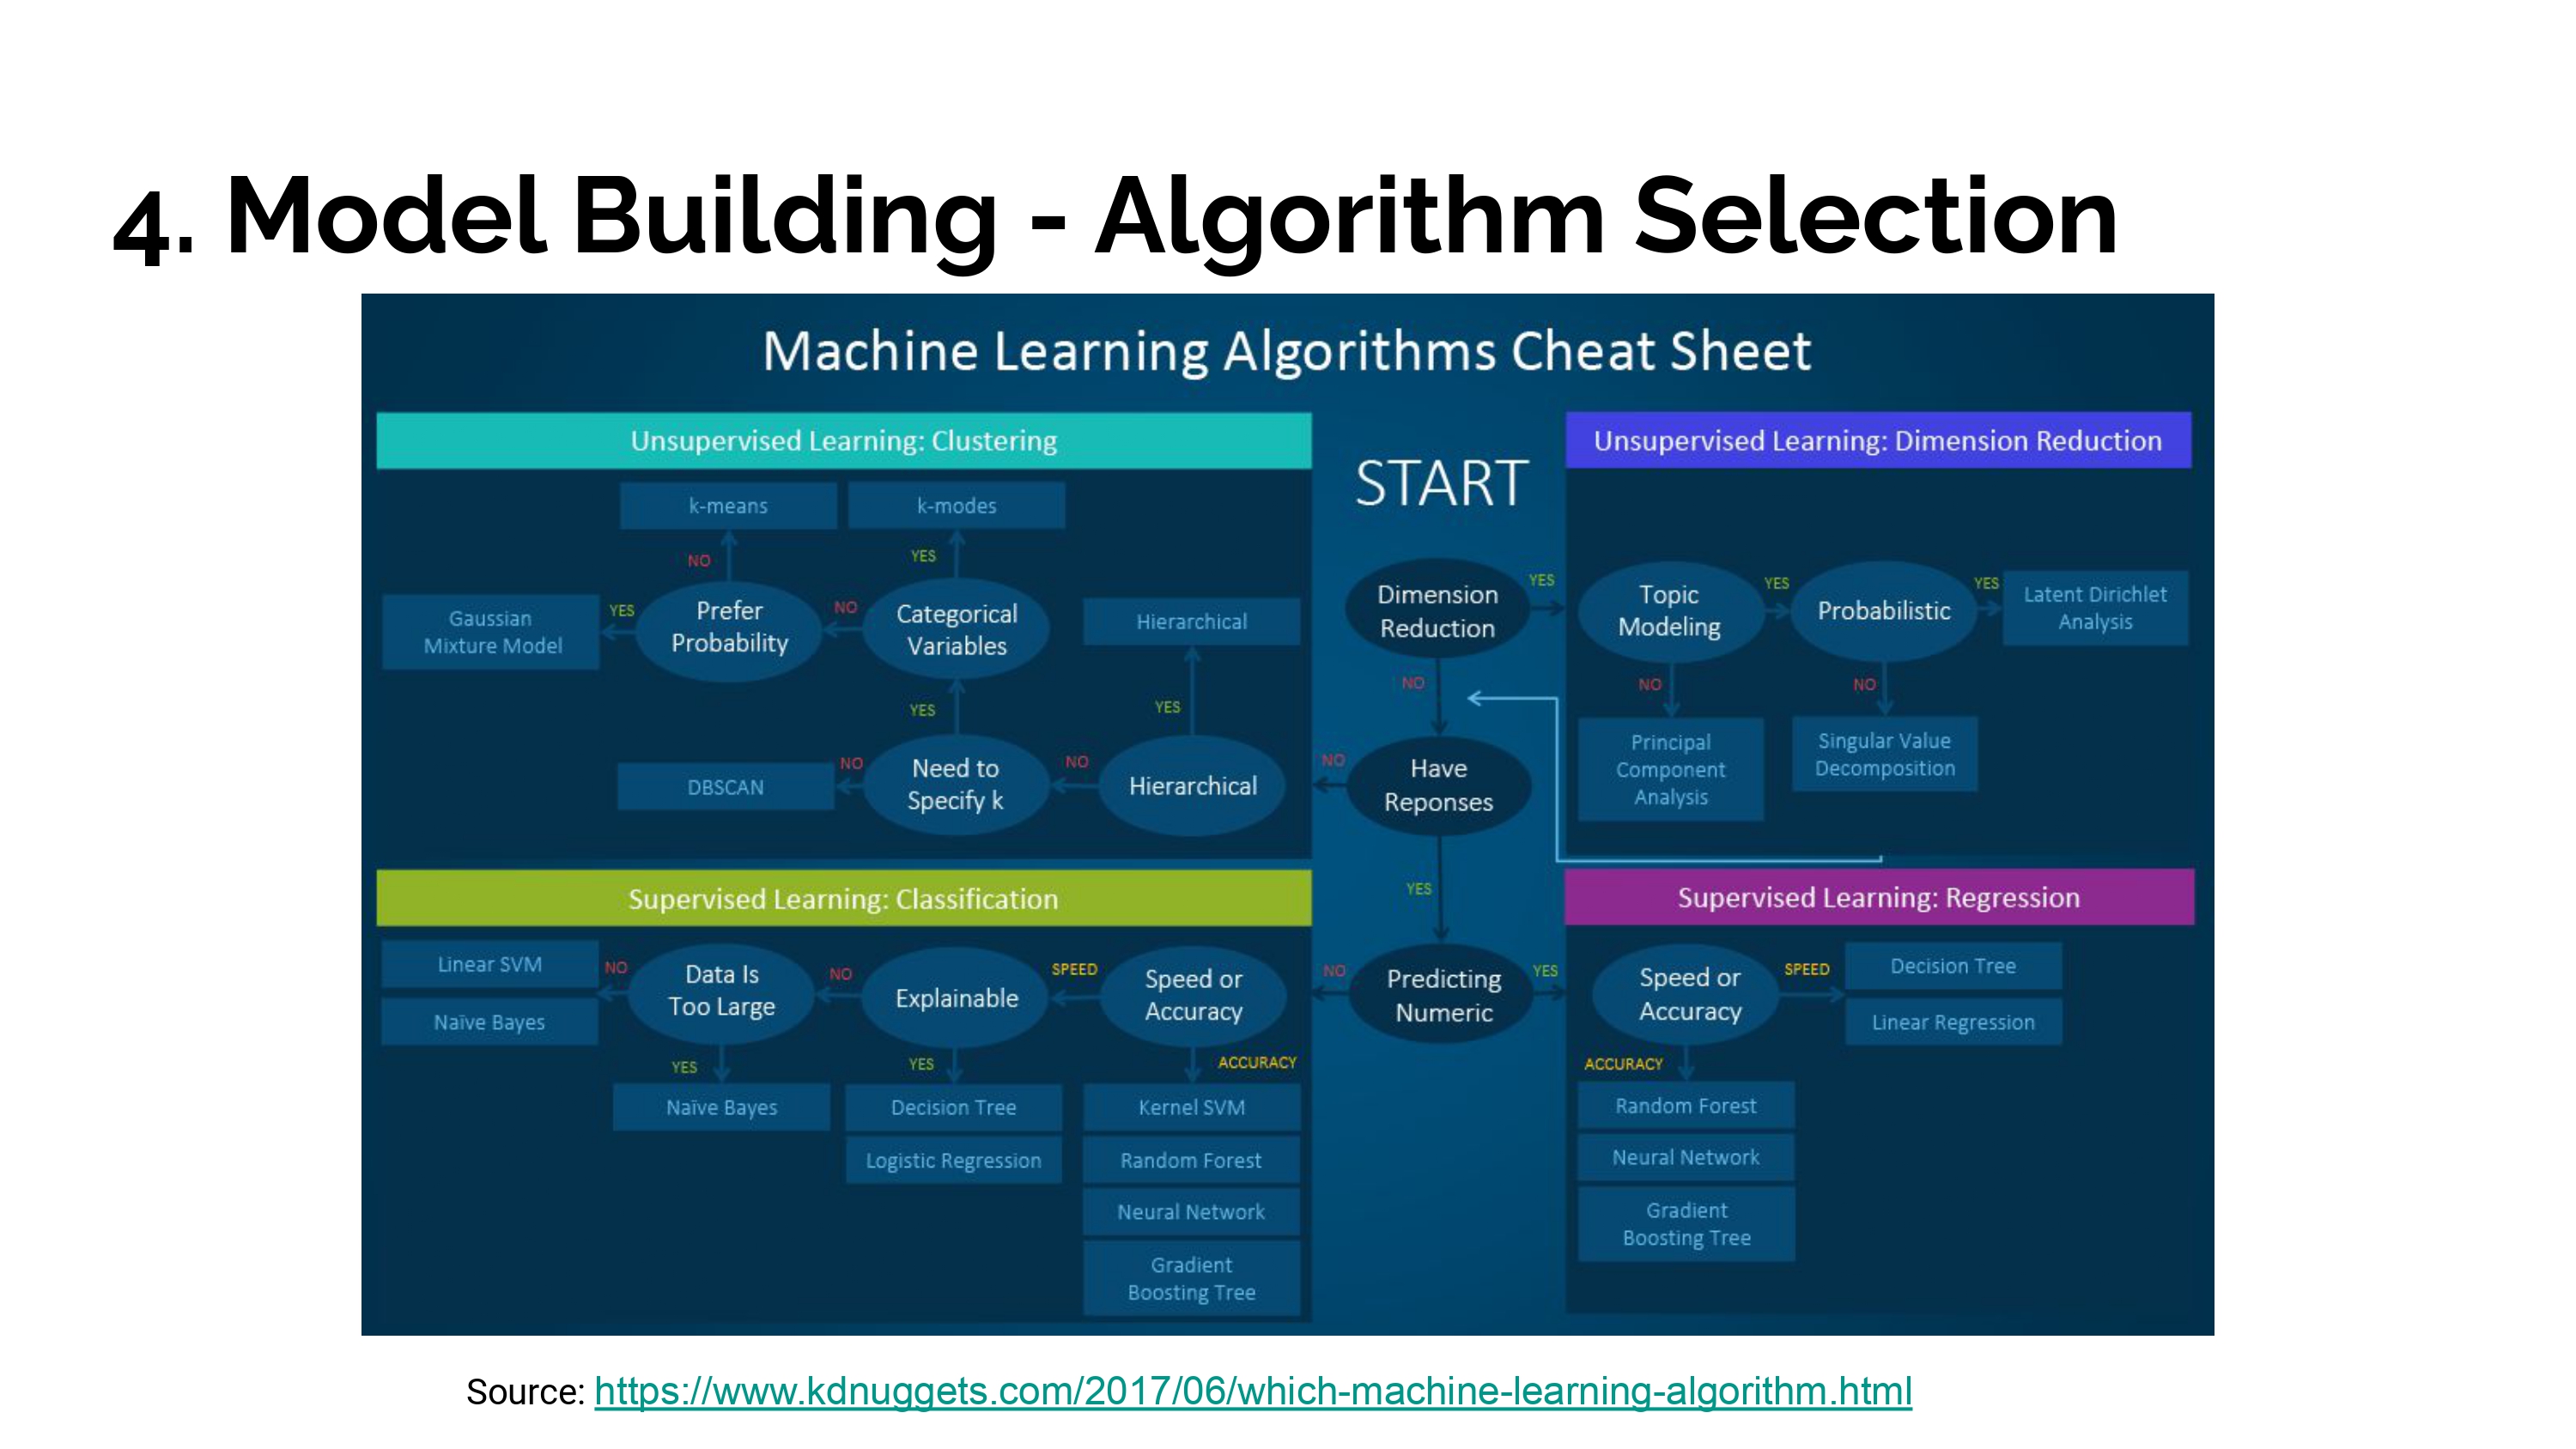 4. Model Building - Algorithm Selection
Machine Learning Algorithms Cheat Sheet
Unsupervised Learning: Clustering
k-means
k-modes
NO
YES
Gaussian
Mixture Model
YES
Prefer
Probability
NO
Categorical
Variables
Hierarchical
YES
YES
DBSCAN
NO
Need to
Specify k
NO
Hierarchical
START
Dimension
Reduction
YES
NO
NO
Have
Reponses
YES
NO
Predicting
Numeric
YES
Unsupervised Learning: Dimension Reduction
Topic
Modeling
YES
Probabilistic
YES
Latent Dirichlet
Analysis
NO
NO
Principal
Component
Analysis
Singular Value
Decomposition
Supervised Learning: Classification
Linear SVM
Naïve Bayes
NO
Data Is
Too Large
NO
Explainable
SPEED
Speed or
Accuracy
YES
YES
ACCURACY
Naïve Bayes
Decision Tree
Logistic Regression
Kernel SVM
Random Forest
Neural Network
Gradient
Boosting Tree
Supervised Learning: Regression
Speed or
Accuracy
SPEED
Decision Tree
Linear Regression
ACCURACY
Random Forest
Neural Network
Gradient
Boosting Tree
Source: https://www.kdnuggets.com/2017/06/which-machine-learning-algorithm.html